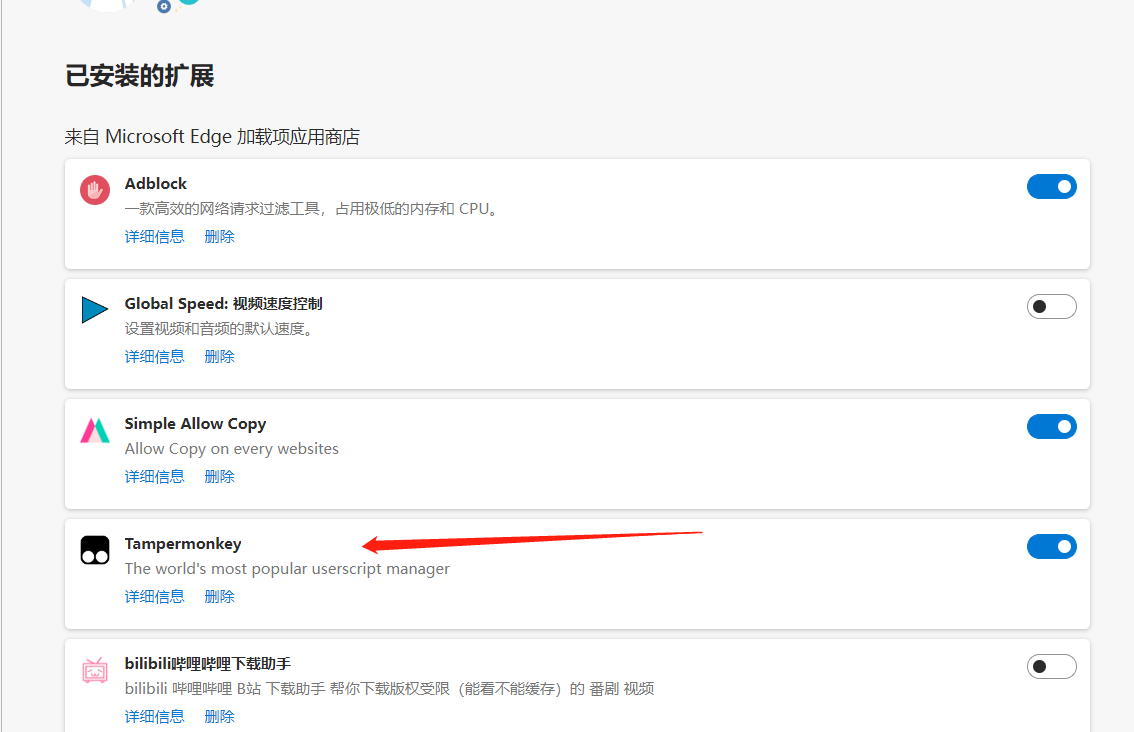 已安装的扩展
来自 Microsoft Edge 加载项应用商店
Adblock
一款高效的网络请求过滤工具，占用极低的内存和 CPU。
详细信息 删除
Global Speed: 视频速度控制
设置视频和音频的默认速度。
详细信息 删除
Simple Allow Copy
Allow Copy on every websites
详细信息 删除
Tampermonkey
The world's most popular userscript manager
详细信息 删除
bilibili哔哩哔哩下载助手
bilibili 哔哩哔哩 B站 下载助手 帮你下载版权受限（能看不能缓存）的 番剧 视频
详细信息 删除